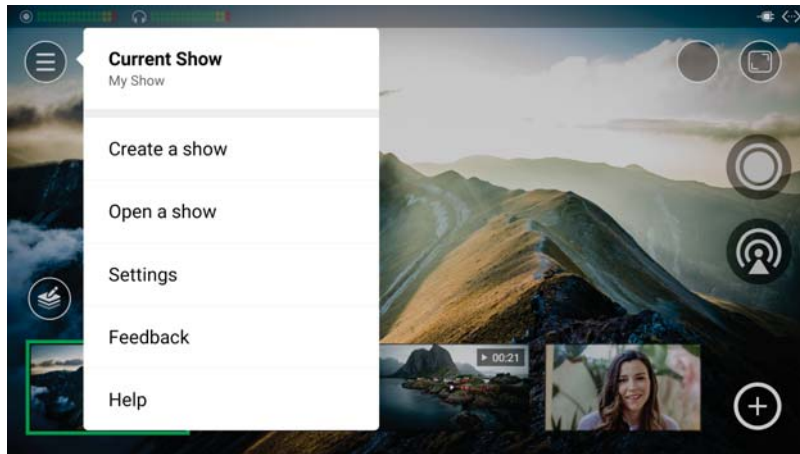 Current Show
My Show
Create a show
Open a show
Settings
Feedback
Help
00:21